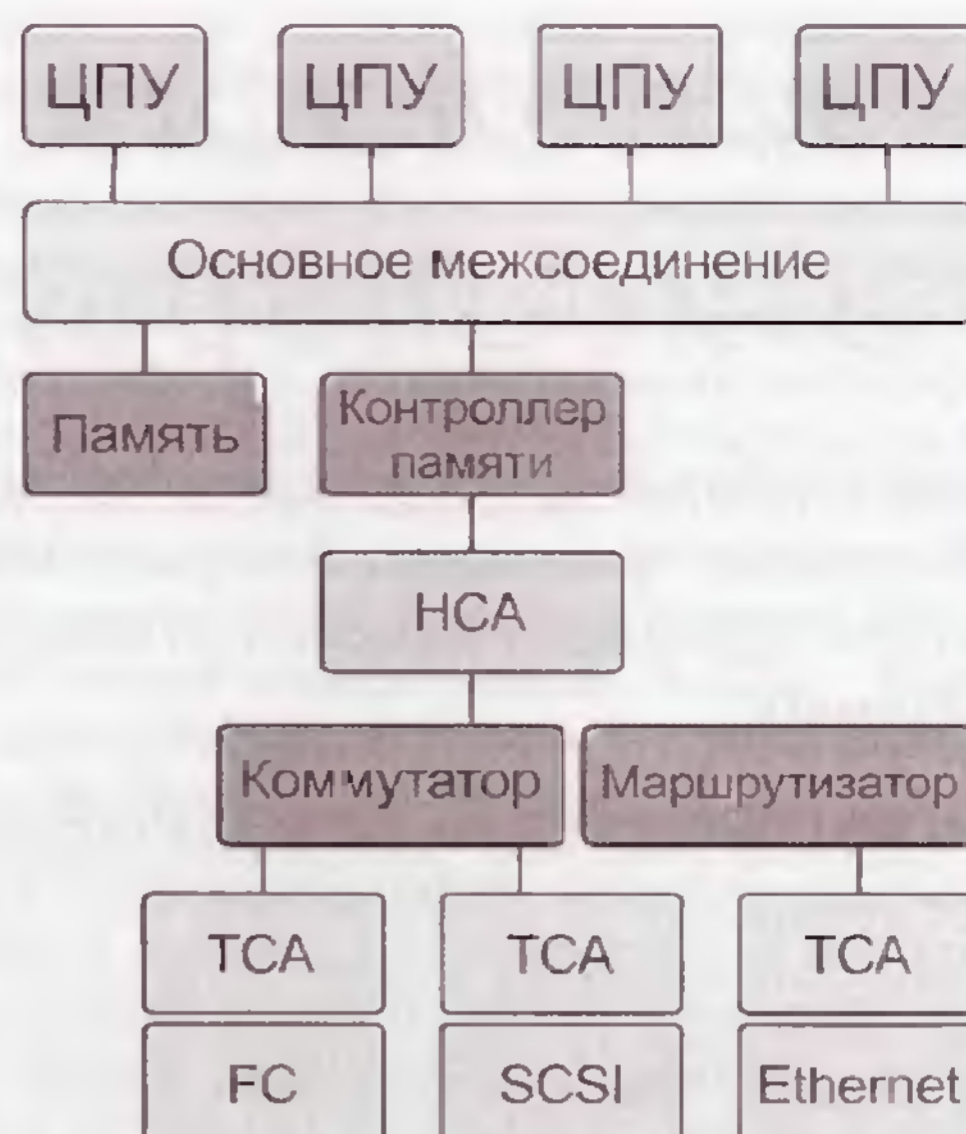 ЦПУ ЦПУ ЦПУ ЦПУ
Основное межсоединение
Память
Контроллер
памяти
HCA
Коммутатор
Маршрутизатор
TCA TCA TCA
FC SCSI Ethernet